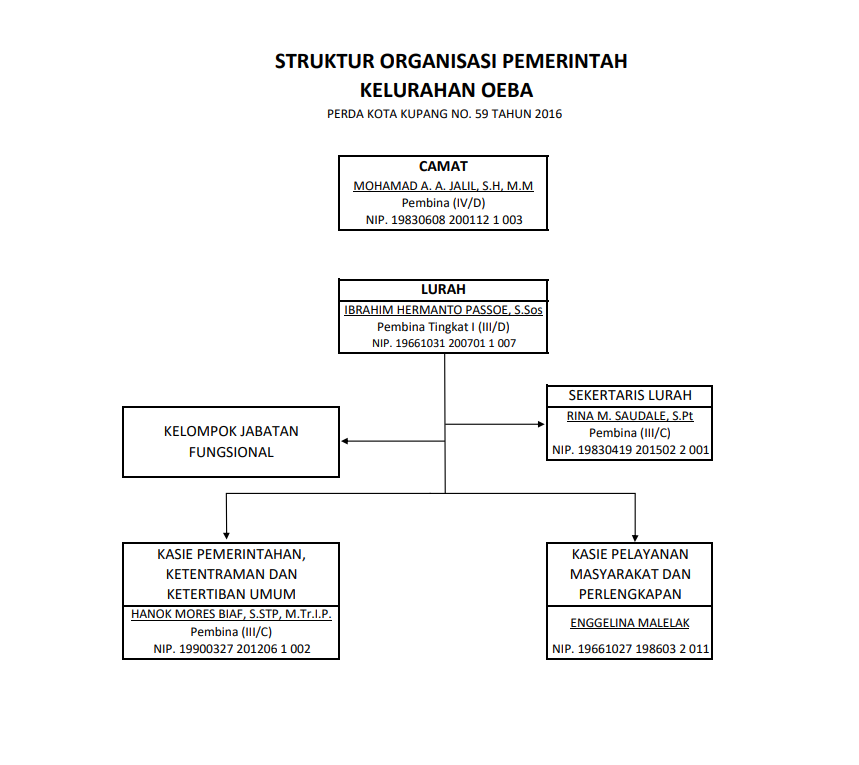 STRUKTUR ORGANISASI PEMERINTAH
KELURAHAN OEBA
PERDA KOTA KUPANG NO. 59 TAHUN 2016
CAMAT
MOHAMAD A. A. JALIL, S.H, M.M
Pembina (IV/D)
NIP. 19830608 200112 1 003
LURAH
IBRAHIM HERMANTO PASSOE, S.Sos
Pembina Tingkat I (III/D)
NIP. 19661031 200701 1 007
SEKERTARIS LURAH
RINA M. SAUDALE, S.Pt
Pembina (III/C)
NIP. 19830419 201502 2 001
KELOMPOK JABATAN
FUNGSIONAL
KASIE PEMERINTAHAN,
KETENTRAMAN DAN
KETERTIBAN UMUM
HANOK MORES BIAF, S.STP, M.Tr.I.P.
Pembina (III/C)
NIP. 19900327 201206 1 002
KASIE PELAYANAN
MASYARAKAT DAN
PERLENGKAPAN
ENGGELINA MALELAK
NIP. 19661027 198603 2 011